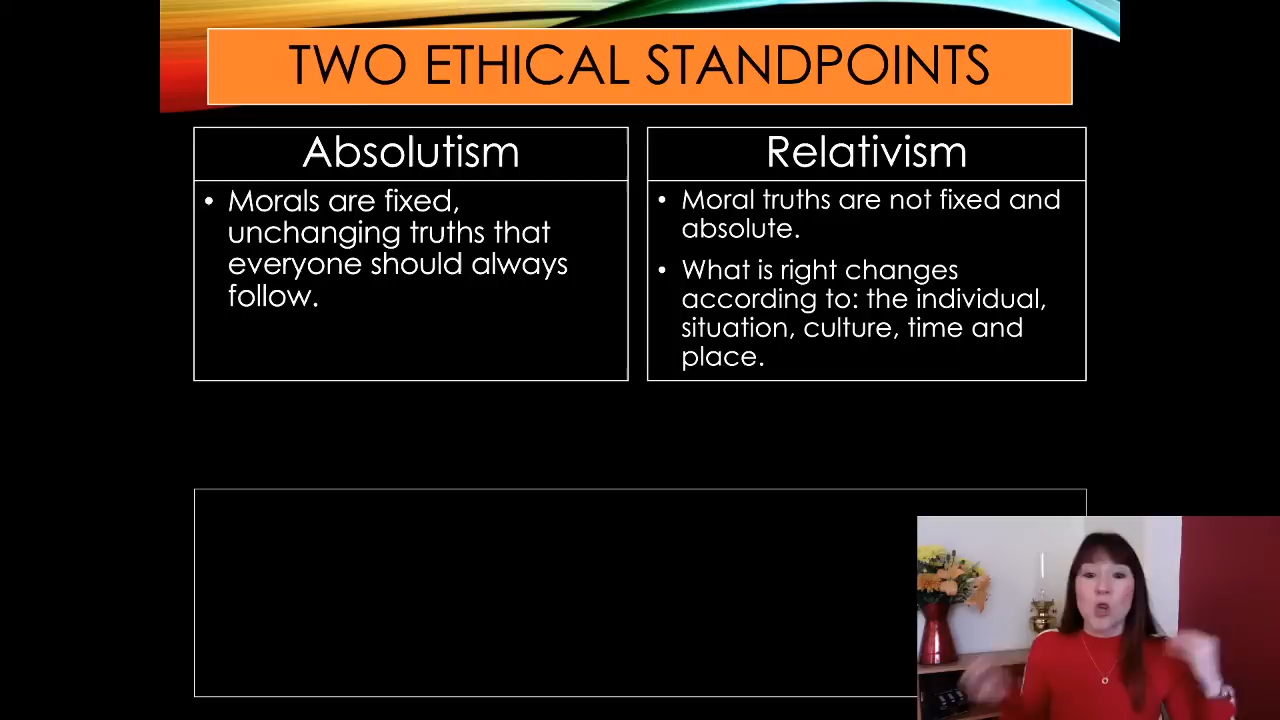 TWO ETHICAL STANDPOINTS
Absolutism
• Morals are fixed,
unchanging truths that
everyone should always
follow.
Relativism
• Moral truths are not fixed and
absolute.
• What is right changes
according to: the individual,
situation, culture, time and
place.